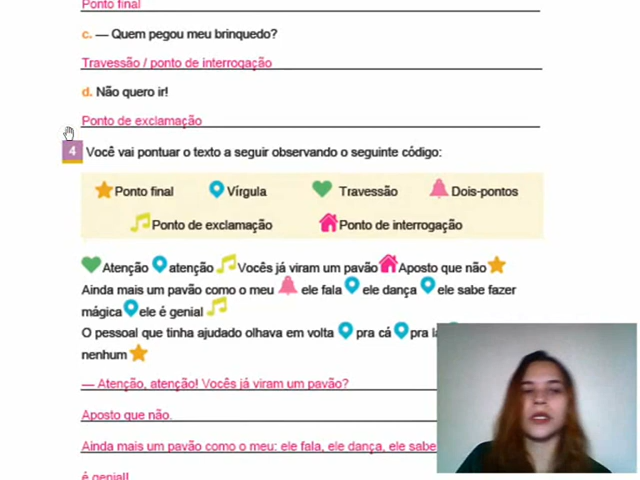 Ponto final
c. — Quem pegou meu brinquedo?
Travessão / ponto de interrogação
d. Não quero ir!
Ponto de exclamação
4 Você vai pontuar o texto a seguir observando o seguinte código:
Ponto final Vírgula Travessão Dois-pontos
Ponto de exclamação Ponto de interrogação
Atenção atenção Vocês já viram um pavão Aposto que não
Ainda mais um pavão como o meu ele fala ele dança ele sabe fazer
mágica ele é genial
O pessoal que tinha ajudado olhava em volta pra cá pra
nenhum
— Atenção, atenção! Vocês já viram um pavão?
Aposto que não.
Ainda mais um pavão como o meu: ele fala, ele dança, ele sabe
é genial!